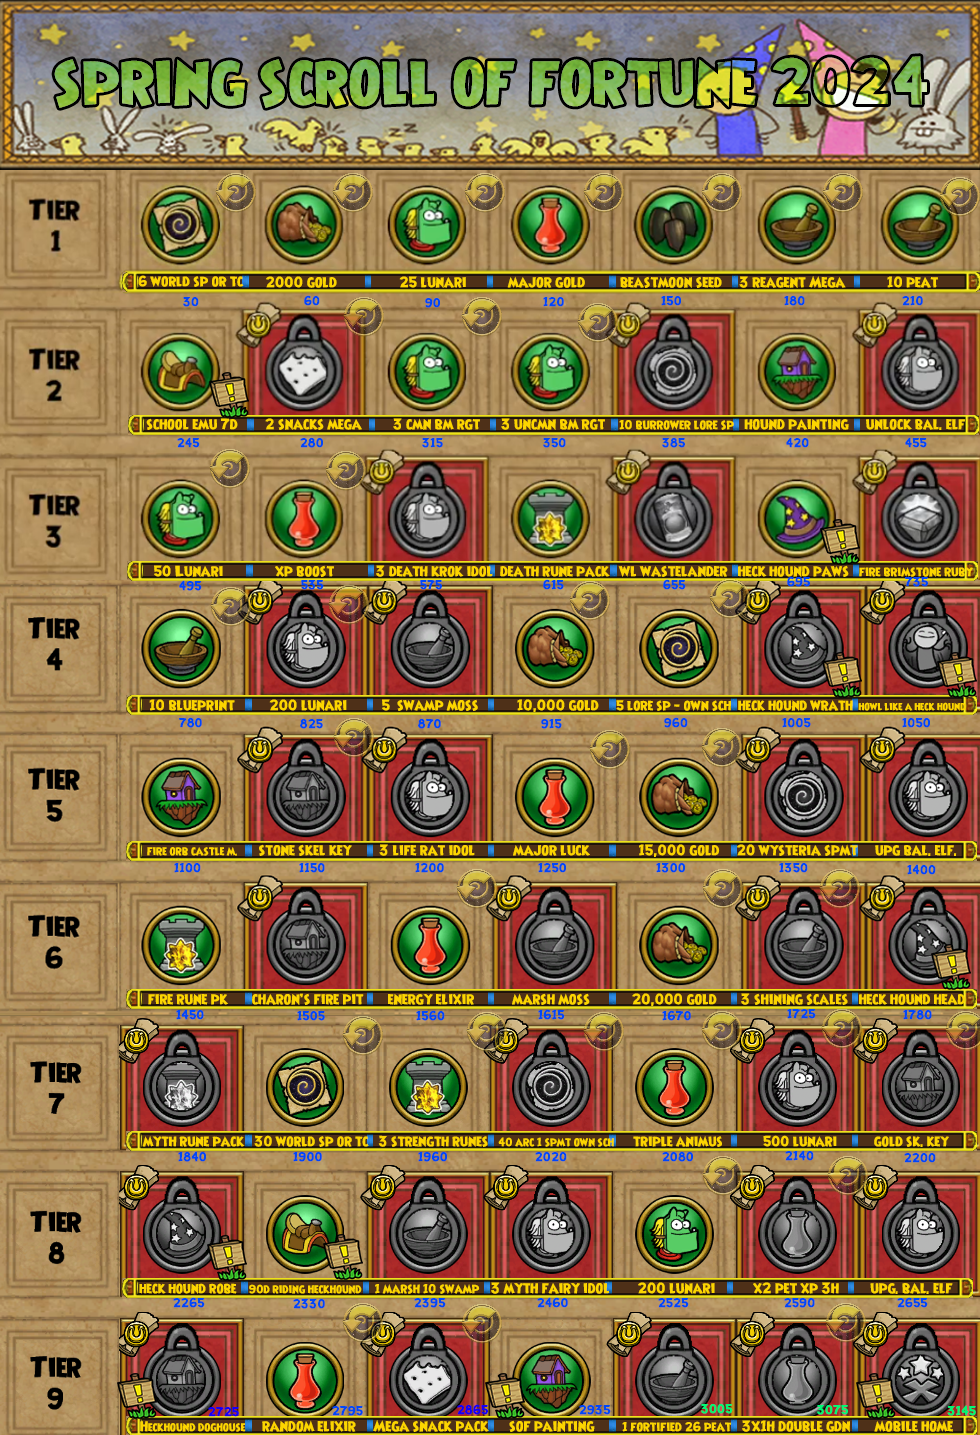 SPRING SCROLL OF FORTUNE 2024
TIER 1
6 WORLD SP OR TO 2000 GOLD 25 LUNARI MAJOR GOLD BEASTMOON SEED 3 REAGENT MEGA 10 PEAT
30 60 90 120 150 180 210
TIER 2
zz
SCHOOL EMU 7D 2 SNACKS MEGA 3 CMN BM RGT 3 UNCMN BM RGT 10 BURROWER LORE SP HOUND PAINTING UNLOCK BAL. ELF
245 280 315 350 385 420 455
TIER 3
50 LUNARI XP BOOST 3 DEATH KROK IDOL DEATH RUNE PACK WL WASTELANDER HECK HOUND PAWS FIRE BRIMSTONE RUBY
495 535 575 615 655 695 735
TIER 4
10 BLUEPRINT 200 LUNARI 5 SWAMP MOSS 10,000 GOLD 5 LORE SP - OWN SCH HECK HOUND WRATH HOWL LIKE A HECK HOUND
780 825 870 915 960 1005 1050
TIER 5
FIRE ORB CASTLE M. STONE SKEL KEY 3 LIFE RAT IDOL MAJOR LUCK 15,000 GOLD 20 WYSTERIA SPMT UPG BAL. ELF.
1100 1150 1200 1250 1300 1350 1400
TIER 6
FIRE RUNE PK CHARON'S FIRE PIT ENERGY ELIXIR MARSH MOSS 20,000 GOLD 3 SHINING SCALES HECK HOUND HEAD
1450 1505 1560 1615 1670 1725 1780
TIER 7
MYTH RUNE PACK 30 WORLD SP OR TO 3 STRENGTH RUNES 40 ARC 1 SPMT OWN SCH TRIPLE ANIMUS 500 LUNARI GOLD SK. KEY
1840 1900 1960 2020 2080 2140 2200
TIER 8
HECK HOUND ROBE 90D RIDING HECKHOUND 1 MARSH 10 SWAMP 3 MYTH FAIRY IDOL 200 LUNARI X2 PET XP 3H UPG. BAL. ELF
2265 2330 2395 2460 2525 2590 2655
TIER 9
2725 2795 2865 2935 3005 3075 3145
HECKHOUND DOGHOUSE RANDOM ELIXIR MEGA SNACK PACK SOF PAINTING 1 FORTIFIED 26 PEAT 3X1H DOUBLE GDN MOBILE HOME